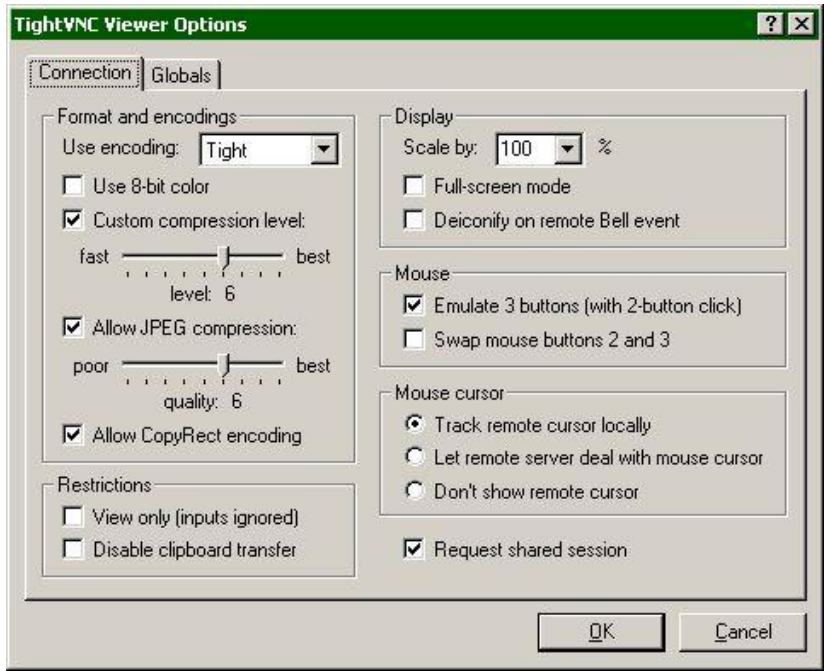 TightVNC Viewer Options
Connection
Globals
Format and encodings
Use encoding: Tight
Use 8-bit color
Custom compression level:
fast best
level: 6
Allow JPEG compression:
poor best
quality: 6
Allow CopyRect encoding
Restrictions
View only (inputs ignored)
Disable clipboard transfer
Display
Scale by: 100 %
Full-screen mode
Deiconify on remote Bell event
Mouse
Emulate 3 buttons (with 2-button click)
Swap mouse buttons 2 and 3
Mouse cursor
Track remote cursor locally
Let remote server deal with mouse cursor
Don't show remote cursor
Request shared session
OK
Cancel